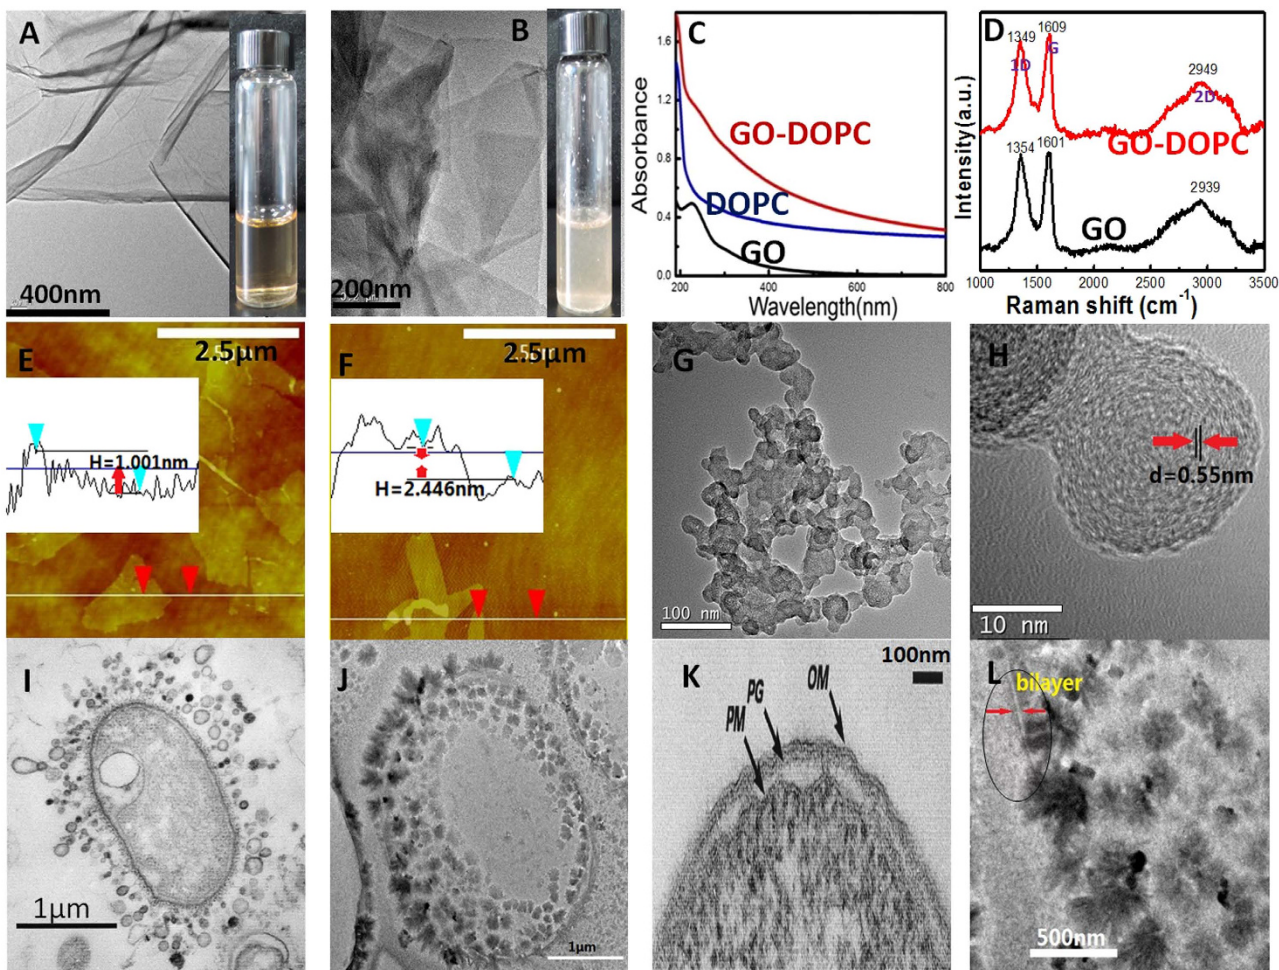 A
400nm
B
200nm
C
1.6
1.2
0.8
0.4
0.0
Absorbance
GO-DOPC
DOPC
GO
200 400 600 800
Wavelength(nm)
D
1349 1609
1D G
2949
2D
GO-DOPC
1354 1601
2939
GO
Intensity(a.u.)
1000 1500 2000 2500 3000 3500
Raman shift (cm-1)
E
2.5μm
H=1.001nm
F
2.5μm
H=2.446nm
G
100 nm
H
d=0.55nm
10 nm
I
1μm
J
1μm
K
100nm
OM
PG
PM
L
bilayer
500nm